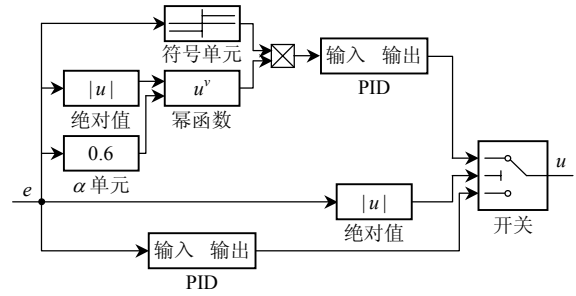 符号单元
|u|
绝对值
u^v
幂函数
输入 输出
PID
0.6
α 单元
e
|u|
绝对值
u
开关
输入 输出
PID